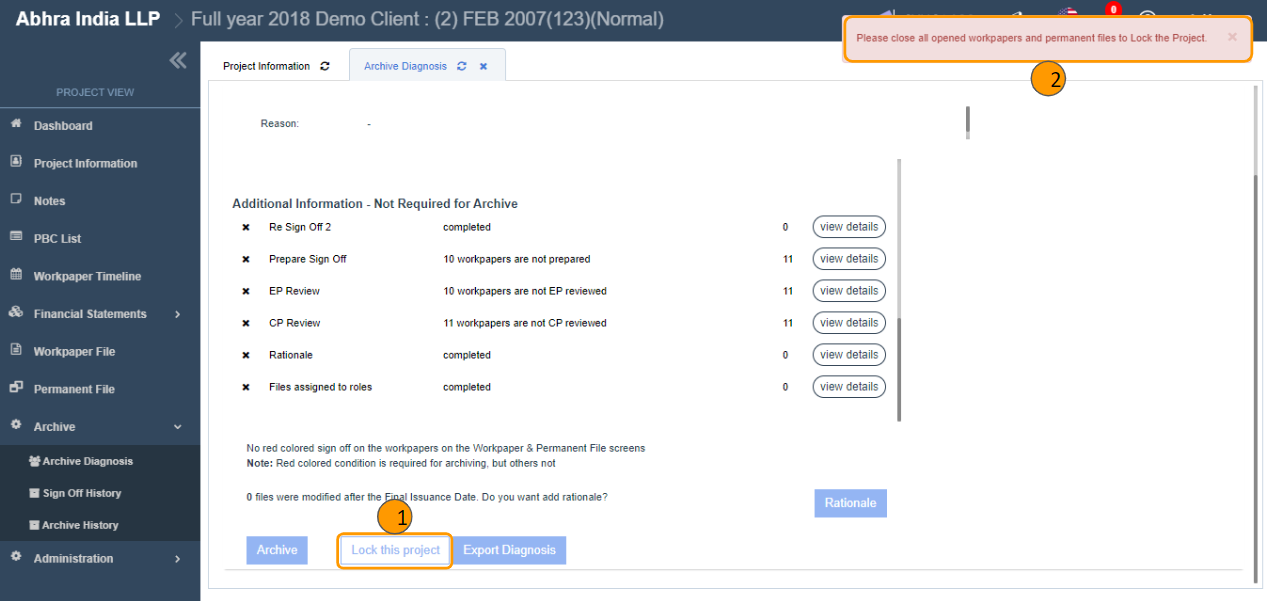 Abhra India LLP > Full year 2018 Demo Client : (2) FEB 2007(123)(Normal)
0
Please close all opened workpapers and permanent files to Lock the Project. ×
2
Project Information
Archive Diagnosis
PROJECT VIEW
Dashboard
Project Information
Notes
PBC List
Workpaper Timeline
Financial Statements
Workpaper File
Permanent File
Archive
Archive Diagnosis
Sign Off History
Archive History
Administration
Reason: -
Additional Information - Not Required for Archive
Re Sign Off 2 completed 0 view details
Prepare Sign Off 10 workpapers are not prepared 11 view details
EP Review 10 workpapers are not EP reviewed 11 view details
CP Review 11 workpapers are not CP reviewed 11 view details
Rationale completed 0 view details
Files assigned to roles completed 0 view details
No red colored sign off on the workpapers on the Workpaper & Permanent File screens
Note: Red colored condition is required for archiving, but others not
0 files were modified after the Final Issuance Date. Do you want add rationale?
Rationale
1
Archive Lock this project Export Diagnosis